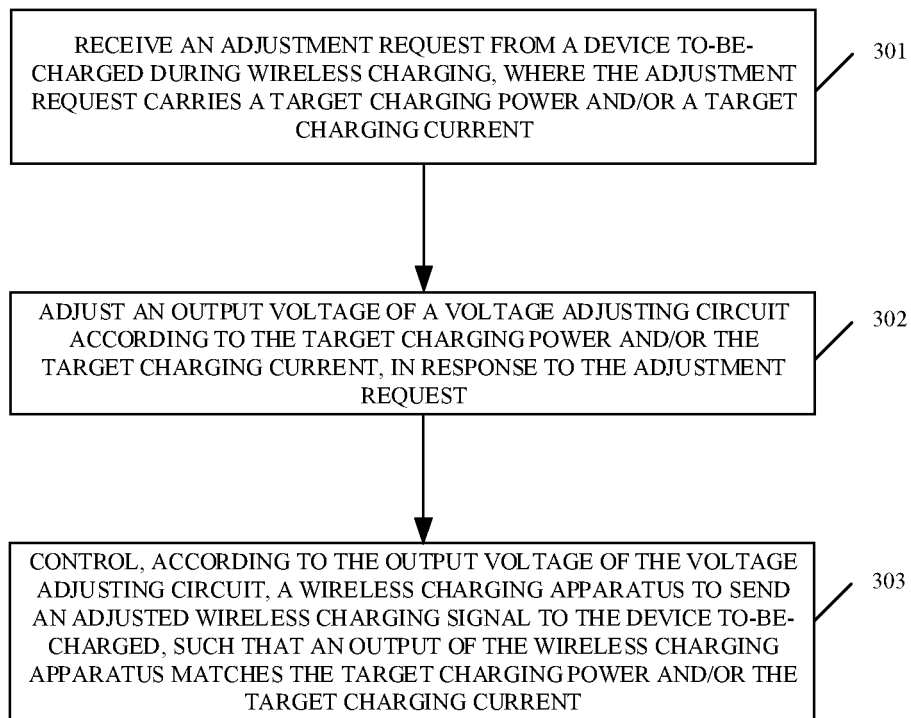 RECEIVE AN ADJUSTMENT REQUEST FROM A DEVICE TO-BE-
CHARGED DURING WIRELESS CHARGING, WHERE THE ADJUSTMENT
REQUEST CARRIES A TARGET CHARGING POWER AND/OR A TARGET
CHARGING CURRENT
301
ADJUST AN OUTPUT VOLTAGE OF A VOLTAGE ADJUSTING CIRCUIT
ACCORDING TO THE TARGET CHARGING POWER AND/OR THE
TARGET CHARGING CURRENT, IN RESPONSE TO THE ADJUSTMENT
REQUEST
302
CONTROL, ACCORDING TO THE OUTPUT VOLTAGE OF THE VOLTAGE
ADJUSTING CIRCUIT, A WIRELESS CHARGING APPARATUS TO SEND
AN ADJUSTED WIRELESS CHARGING SIGNAL TO THE DEVICE TO-BE-
CHARGED, SUCH THAT AN OUTPUT OF THE WIRELESS CHARGING
APPARATUS MATCHES THE TARGET CHARGING POWER AND/OR THE
TARGET CHARGING CURRENT
303